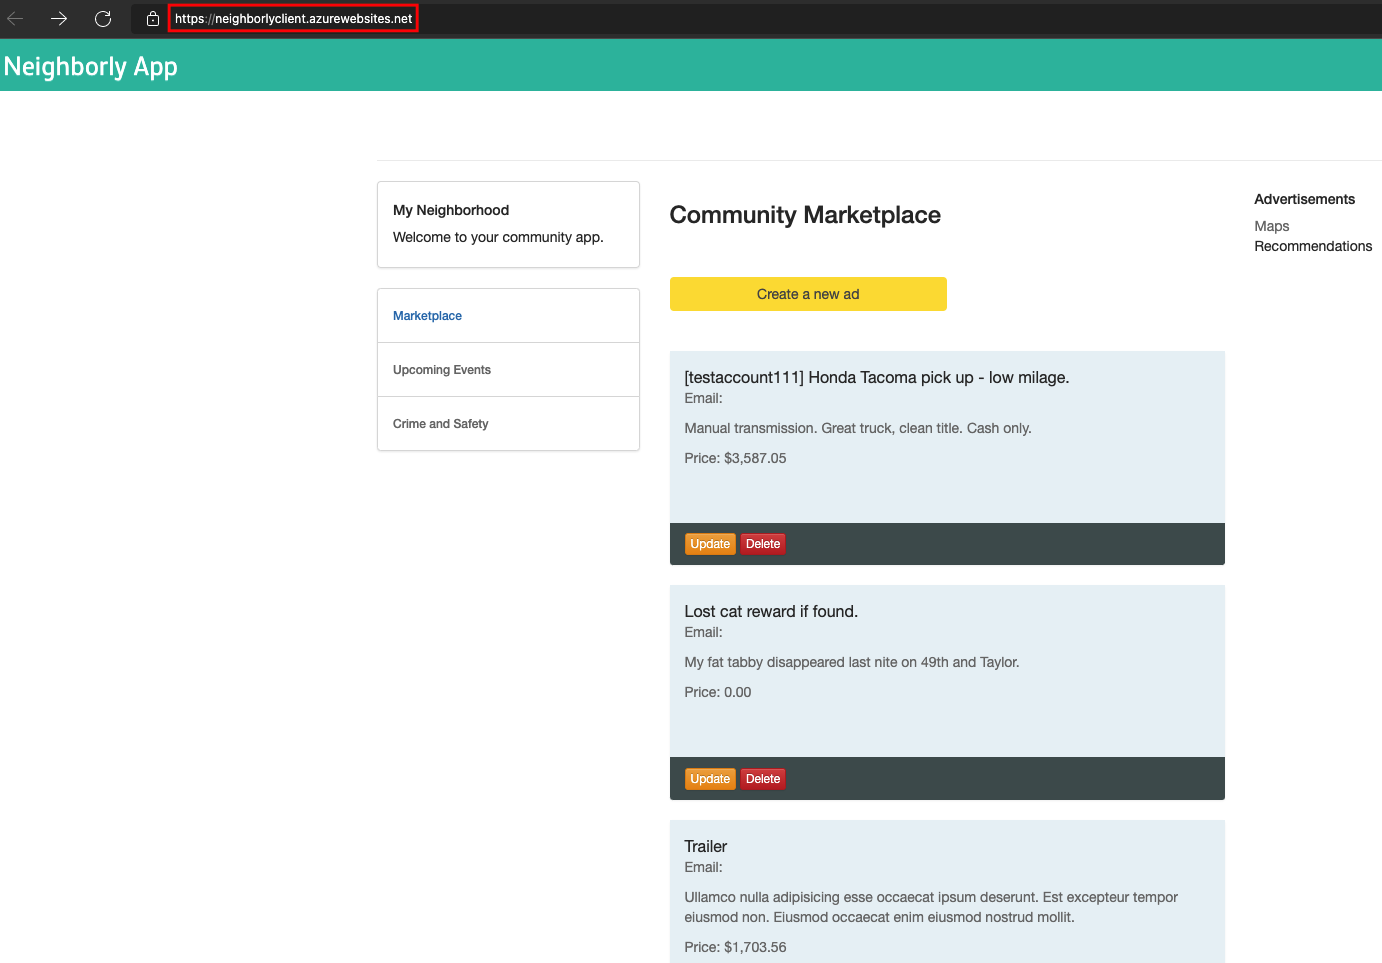 https://neighborlyclient.azurewebsites.net
Neighborly App
My Neighborhood
Welcome to your community app.
Marketplace
Upcoming Events
Crime and Safety
Community Marketplace
Create a new ad
[testaccount111] Honda Tacoma pick up - low milage.
Email:
Manual transmission. Great truck, clean title. Cash only.
Price: $3,587.05
Update Delete
Lost cat reward if found.
Email:
My fat tabby disappeared last nite on 49th and Taylor.
Price: 0.00
Update Delete
Trailer
Email:
Ullamco nulla adipisicing esse occaecat ipsum deserunt. Est excepteur tempor
eiusmod non. Eiusmod occaecat enim eiusmod nostrud mollit.
Price: $1,703.56
Advertisements
Maps
Recommendations